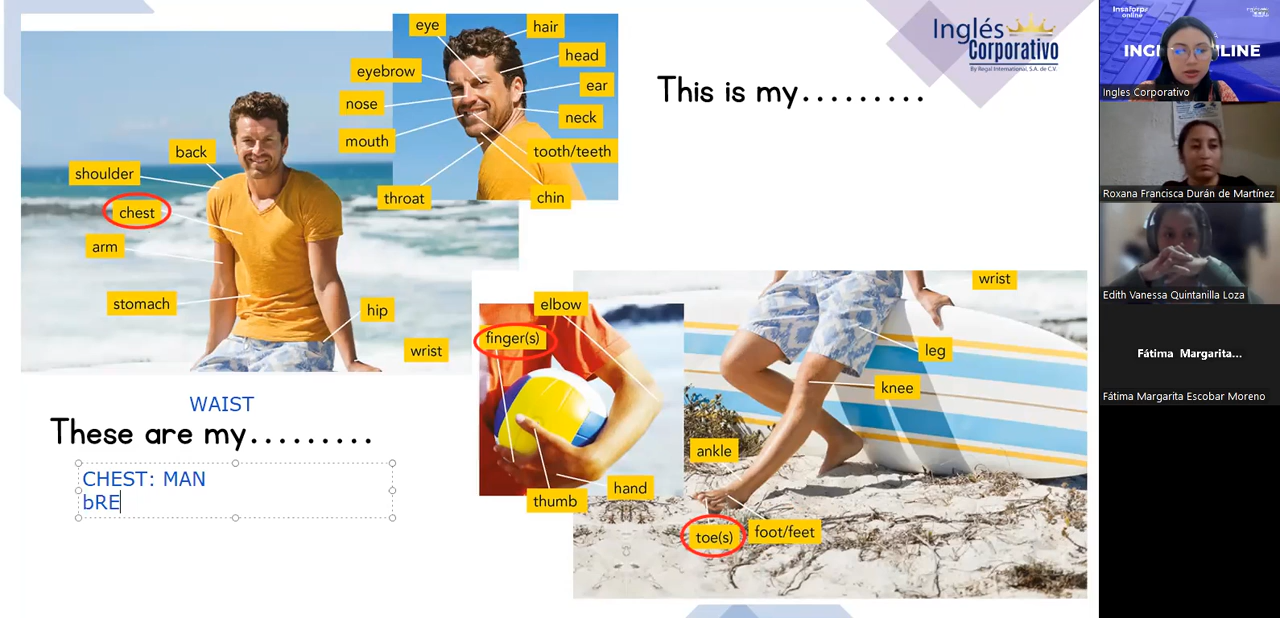 eye
hair
head
eyebrow
ear
nose
neck
mouth
tooth/teeth
throat
chin
back
shoulder
chest
arm
stomach
hip
wrist
Inglés
Corporativo
By Regal International, S.A. de C.V.
This is my.........
WAIST
These are my.........
CHEST: MAN
bRE
elbow
finger(s)
thumb
hand
wrist
leg
knee
ankle
toe(s)
foot/feet
Insaforp
online
Ingles Corporativo
Roxana Francisca Durán de Martínez
Edith Vanessa Quintanilla Loza
Fátima Margarita...
Fátima Margarita Escobar Moreno